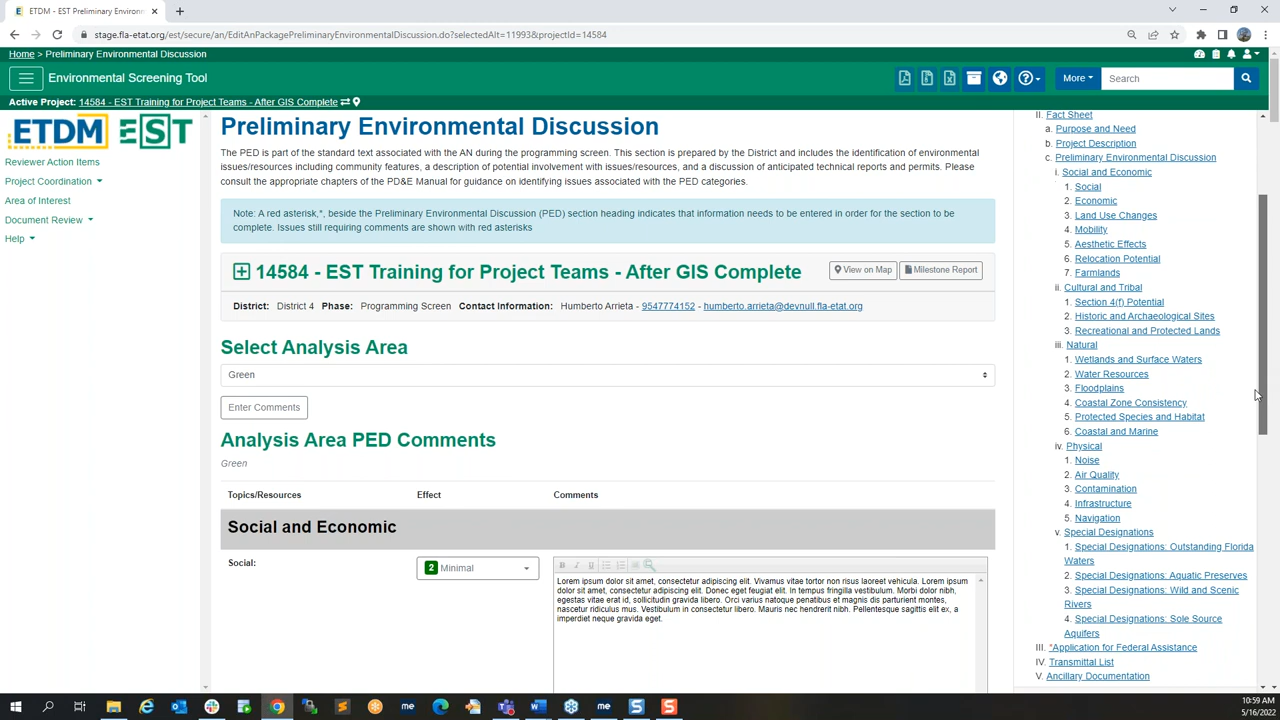 ETDM - EST Preliminary Environ
stage.fla-etat.org/est/secure/an/EditAnPackagePreliminaryEnvironmentalDiscussion.do?selectedAlt=11993&projectId=14584
Home > Preliminary Environmental Discussion
Environmental Screening Tool
More
Search
Active Project: 14584 - EST Training for Project Teams - After GIS Complete
ETDM EST
Reviewer Action Items
Project Coordination
Area of Interest
Document Review
Help
Preliminary Environmental Discussion
The PED is part of the standard text associated with the AN during the programming screen. This section is prepared by the District and includes the identification of environmental
issues/resources including community features, a description of potential involvement with issues/resources, and a discussion of anticipated technical reports and permits. Please
consult the appropriate chapters of the PD&E Manual for guidance on identifying issues associated with the PED categories.
Note: A red asterisk,*, beside the Preliminary Environmental Discussion (PED) section heading indicates that information needs to be entered in order for the section to be
complete. Issues still requiring comments are shown with red asterisks
14584 - EST Training for Project Teams - After GIS Complete
View on Map
Milestone Report
District: District 4 Phase: Programming Screen Contact Information: Humberto Arrieta - 9547774152 - humberto.arrieta@devnull.fla-etat.org
Select Analysis Area
Green
Enter Comments
Analysis Area PED Comments
Green
Topics/Resources Effect Comments
Social and Economic
Social:
2 Minimal
B I U
Lorem ipsum dolor sit amet, consectetur adipiscing elit. Vivamus vitae tortor non risus laoreet vehicula. Lorem ipsum
dolor sit amet, consectetur adipiscing elit. Donec eget feugiat elit. In tempus fringilla vestibulum. Morbi dolor nibh,
egestas vitae erat id, sollicitudin gravida libero. Orci varius natoque penatibus et magnis dis parturient montes,
nascetur ridiculus mus. Vestibulum in consectetur libero. Mauris nec hendrerit nibh. Pellentesque sagittis elit ex, a
imperdiet neque gravida eget.
II. Fact Sheet
a. Purpose and Need
b. Project Description
c. Preliminary Environmental Discussion
i. Social and Economic
1. Social
2. Economic
3. Land Use Changes
4. Mobility
5. Aesthetic Effects
6. Relocation Potential
7. Farmlands
ii. Cultural and Tribal
1. Section 4(f) Potential
2. Historic and Archaeological Sites
3. Recreational and Protected Lands
iii. Natural
1. Wetlands and Surface Waters
2. Water Resources
3. Floodplains
4. Coastal Zone Consistency
5. Protected Species and Habitat
6. Coastal and Marine
iv. Physical
1. Noise
2. Air Quality
3. Contamination
4. Infrastructure
5. Navigation
v. Special Designations
1. Special Designations: Outstanding Florida
Waters
2. Special Designations: Aquatic Preserves
3. Special Designations: Wild and Scenic
Rivers
4. Special Designations: Sole Source
Aquifers
III. *Application for Federal Assistance
IV. Transmittal List
V. Ancillary Documentation
10:59 AM
5/16/2022